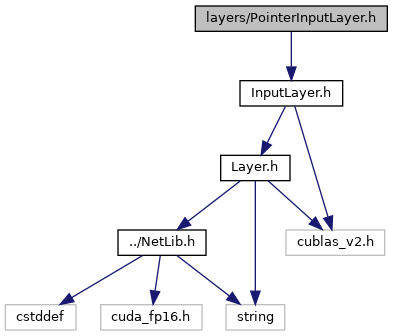 layers/PointerInputLayer.h
InputLayer.h
Layer.h
../NetLib.h
cublas_v2.h
cstddef
cuda_fp16.h
string